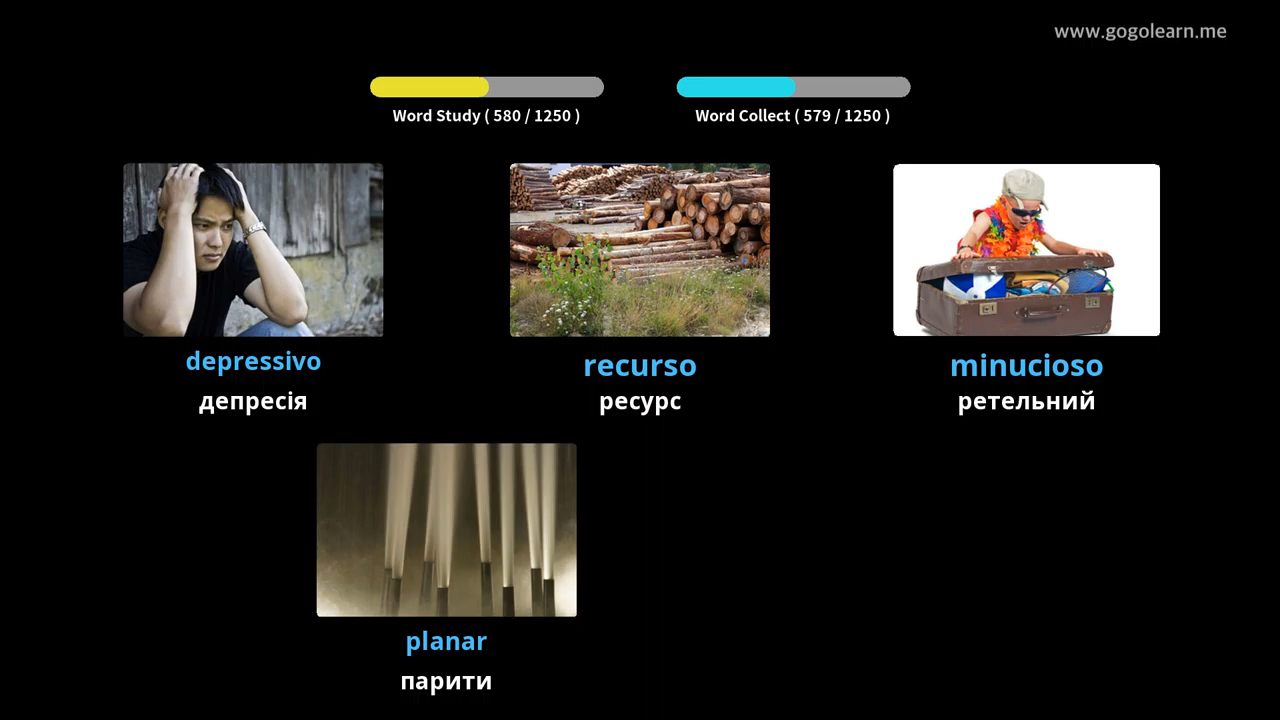 www.gogolearn.me
Word Study ( 580 / 1250 )
Word Collect ( 579 / 1250 )
depressivo
депресія
recurso
ресурс
minucioso
ретельний
planar
парити